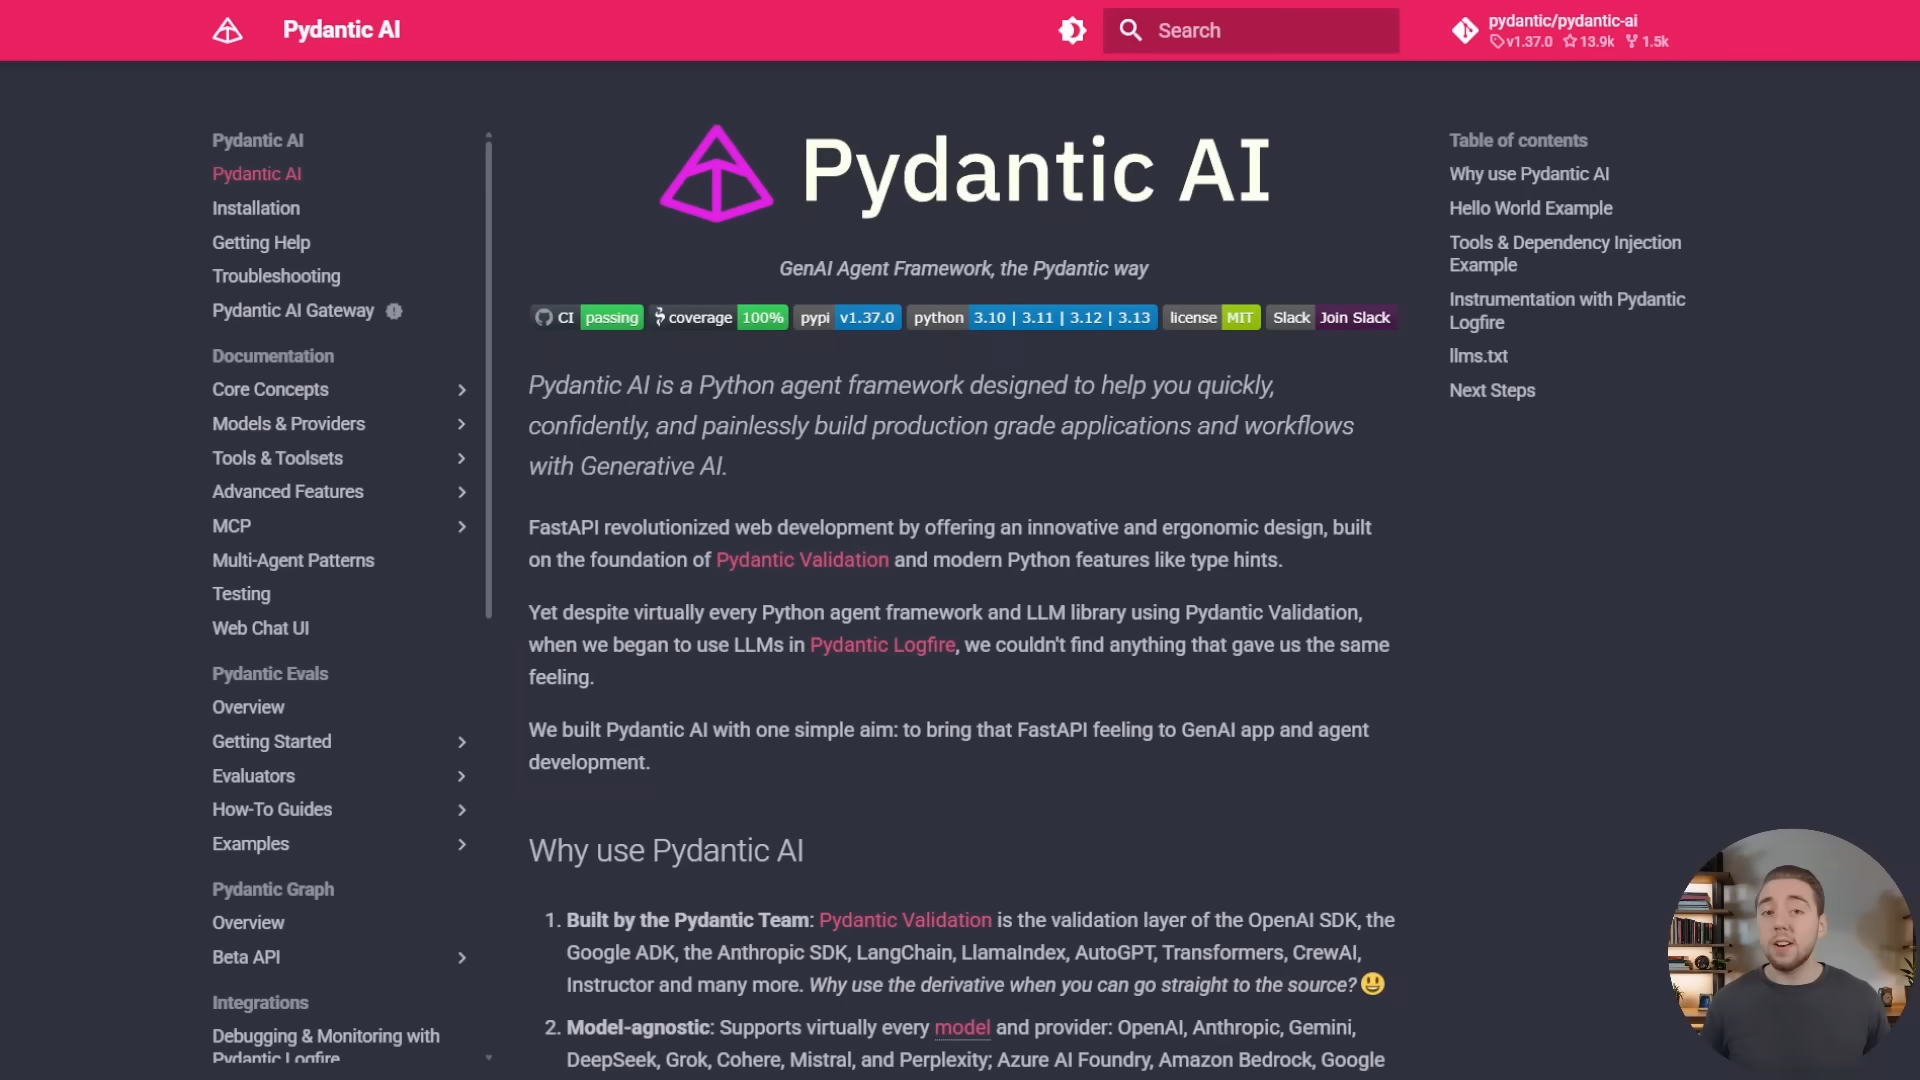 Pydantic AI
Search
pydantic/pydantic-ai
v1.37.0 13.9k 1.5k
Pydantic AI
Pydantic AI
Installation
Getting Help
Troubleshooting
Pydantic AI Gateway
Documentation
Core Concepts
Models & Providers
Tools & Toolsets
Advanced Features
MCP
Multi-Agent Patterns
Testing
Web Chat UI
Pydantic Evals
Overview
Getting Started
Evaluators
How-To Guides
Examples
Pydantic Graph
Overview
Beta API
Integrations
Debugging & Monitoring with
Pydantic Logfire
Pydantic AI
GenAI Agent Framework, the Pydantic way
CI passing coverage 100% pypi v1.37.0 python 3.10 | 3.11 | 3.12 | 3.13 license MIT Slack Join Slack
Pydantic AI is a Python agent framework designed to help you quickly,
confidently, and painlessly build production grade applications and workflows
with Generative AI.
FastAPI revolutionized web development by offering an innovative and ergonomic design, built
on the foundation of Pydantic Validation and modern Python features like type hints.
Yet despite virtually every Python agent framework and LLM library using Pydantic Validation,
when we began to use LLMs in Pydantic Logfire, we couldn't find anything that gave us the same
feeling.
We built Pydantic AI with one simple aim: to bring that FastAPI feeling to GenAI app and agent
development.
Why use Pydantic AI
1. Built by the Pydantic Team: Pydantic Validation is the validation layer of the OpenAI SDK, the
Google ADK, the Anthropic SDK, LangChain, LlamaIndex, AutoGPT, Transformers, CrewAI,
Instructor and many more. Why use the derivative when you can go straight to the source? 😃
2. Model-agnostic: Supports virtually every model and provider: OpenAI, Anthropic, Gemini,
DeepSeek, Grok, Cohere, Mistral, and Perplexity; Azure AI Foundry, Amazon Bedrock, Google
Table of contents
Why use Pydantic AI
Hello World Example
Tools & Dependency Injection
Example
Instrumentation with Pydantic
Logfire
llms.txt
Next Steps